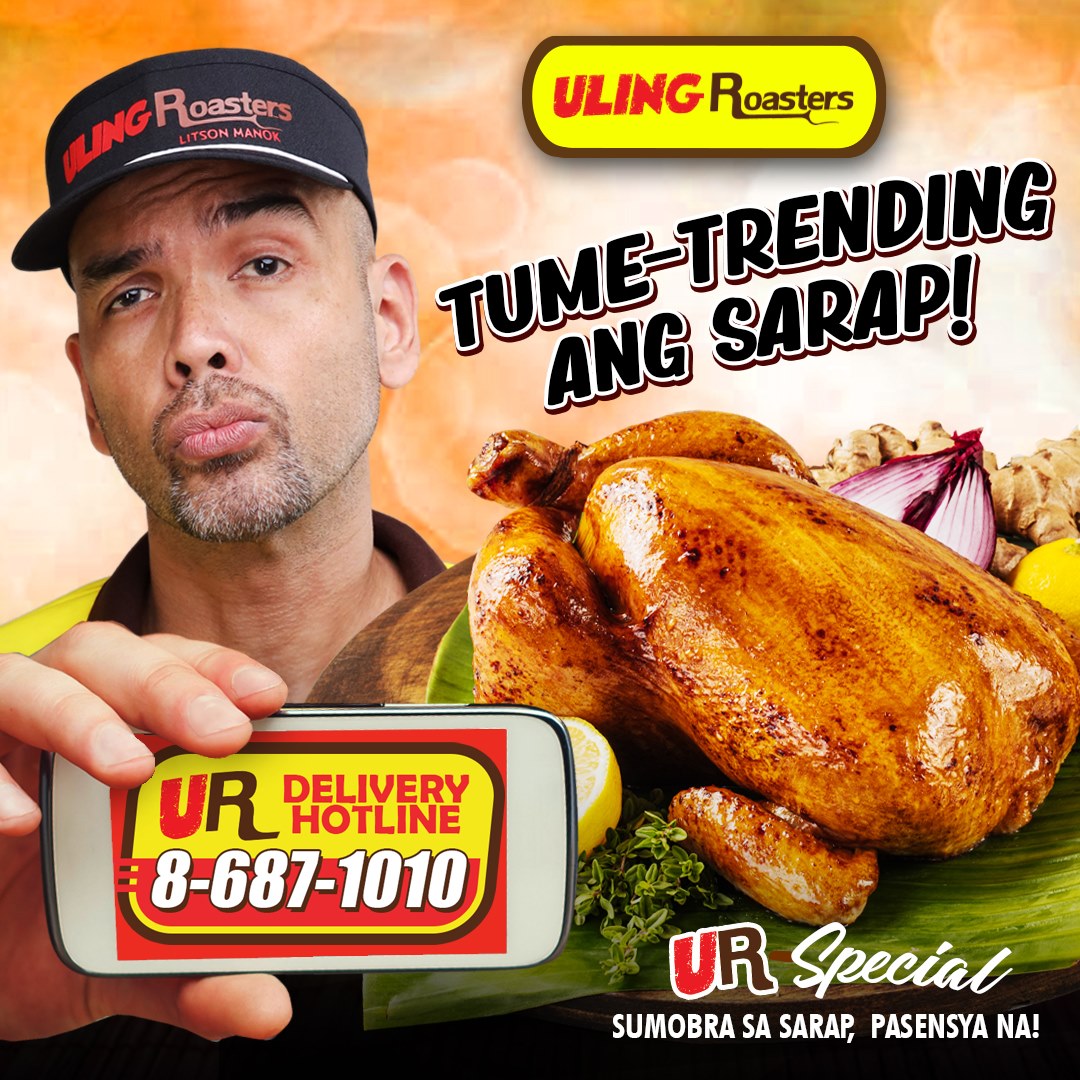 ULING Roasters
LITSON MANOK
ULING Roasters
TUME-TRENDING
ANG SARAP!
UR DELIVERY
HOTLINE
8-687-1010
UR Special
SUMOBRA SA SARAP, PASENSYA NA!